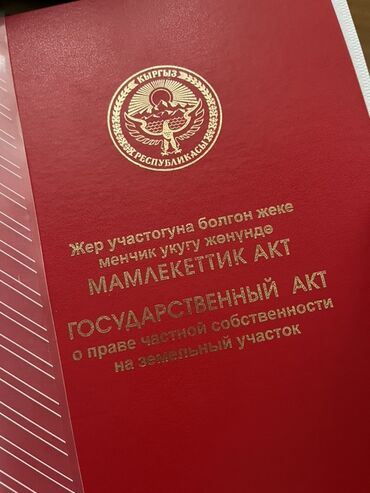 КЫРГЫЗ
РЕСПУБЛИКАСЫ
Жер участогуна болгон жеке
менчик укугу жөнүндө
МАМЛЕКЕТТИК АКТ
ГОСУДАРСТВЕННЫЙ АКТ
о праве частной собственности
на земельный участок